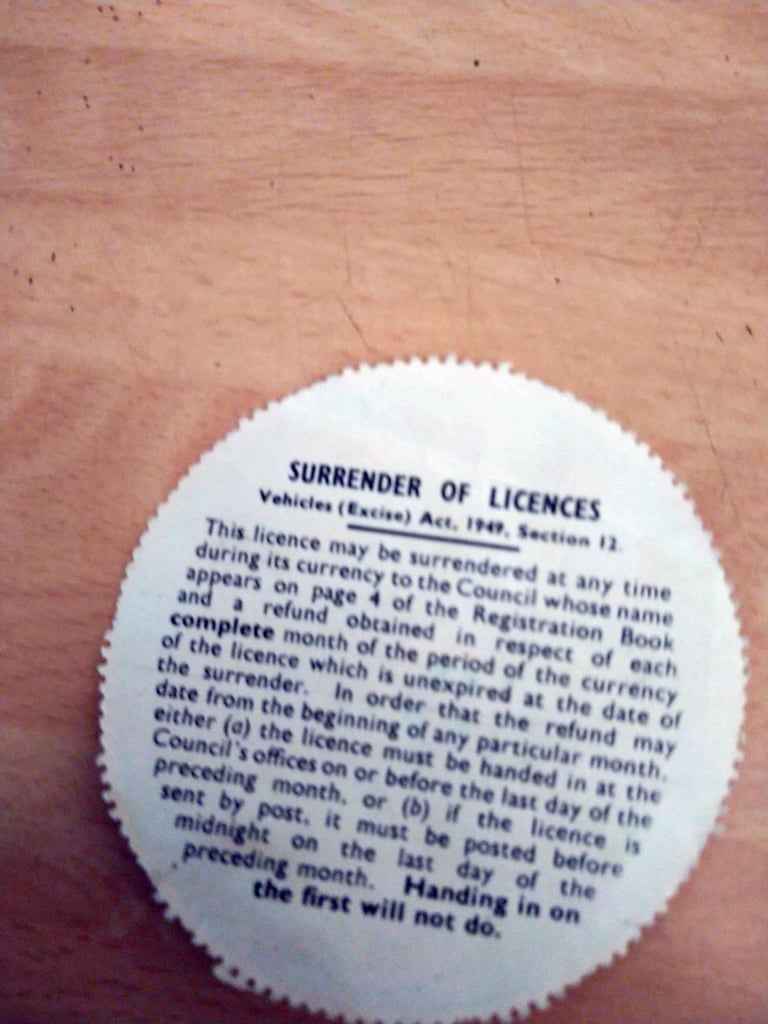 SURRENDER OF LICENCES
Vehicles (Excise) Act, 1949, Section 12.
This licence may be surrendered at any time
during its currency to the Council whose name
appears on page 4 of the Registration Book
and a refund obtained in respect of each
complete month of the period of the currency
of the licence which is unexpired at the date of
the surrender. In order that the refund may
date from the beginning of any particular month,
either (a) the licence must be handed in at the
Council's offices on or before the last day of the
preceding month, or (b) if the licence is
sent by post, it must be posted before
midnight on the last day of the
preceding month. Handing in on
the first will not do.